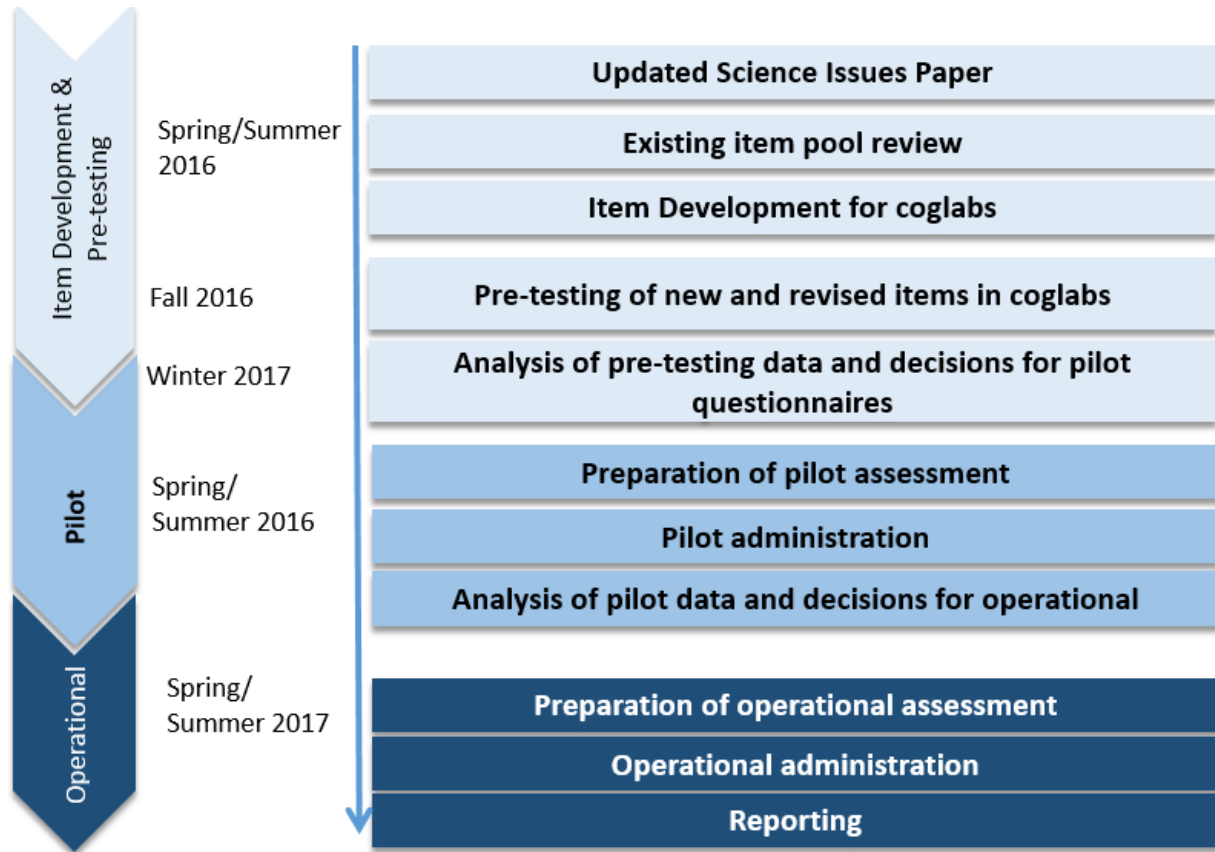 Item Development &
Pre-testing
Spring/Summer
2016
Updated Science Issues Paper
Existing item pool review
Item Development for coglabs
Fall 2016
Pre-testing of new and revised items in coglabs
Winter 2017
Analysis of pre-testing data and decisions for pilot
questionnaires
Pilot
Spring/
Summer 2016
Preparation of pilot assessment
Pilot administration
Analysis of pilot data and decisions for operational
Operational
Spring/
Summer 2017
Preparation of operational assessment
Operational administration
Reporting